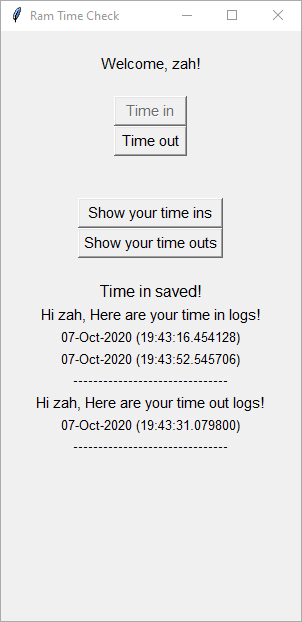 Ram Time Check
Welcome, zah!
Time in
Time out
Show your time ins
Show your time outs
Time in saved!
Hi zah, Here are your time in logs!
07-Oct-2020 (19:43:16.454128)
07-Oct-2020 (19:43:52.545706)
--------------------------------
Hi zah, Here are your time out logs!
07-Oct-2020 (19:43:31.079800)
--------------------------------